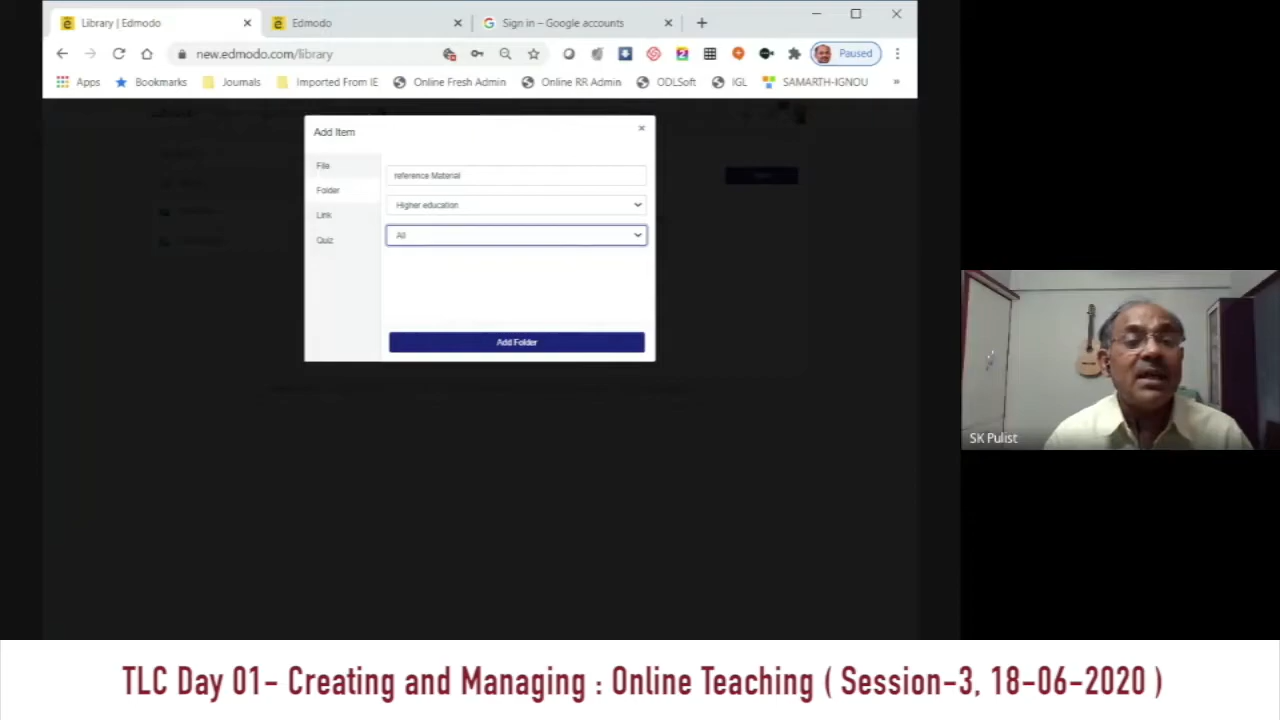 Library | Edmodo
Edmodo
Sign in – Google accounts
new.edmodo.com/library
Paused
Apps
Bookmarks
Journals
Imported From IE
Online Fresh Admin
Online RR Admin
ODLSoft
IGL
SAMARTH-IGNOU
»
Add Item
File
reference Material
Folder
Higher education
Link
All
Quiz
Add Folder
SK Pulist
TLC Day 01- Creating and Managing : Online Teaching ( Session-3, 18-06-2020 )